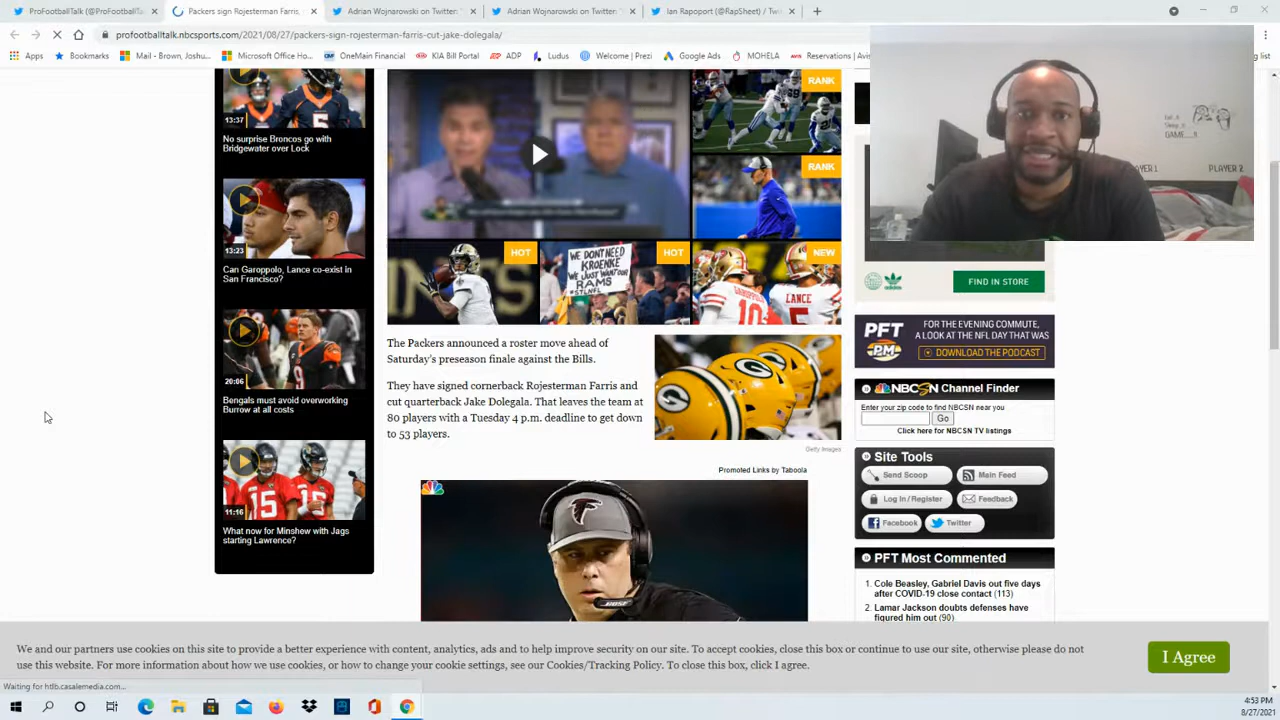 ProFootballTalk (@ProFootballT
Packers sign Rojesterman Farris,
Adrian Wojnarowski on Twitter:
Adrian Wojnarowski on Twitter: "
Ian Rapoport (@RapSheet) / Twitt
profootballtalk.nbcsports.com/2021/08/27/packers-sign-rojesterman-farris-cut-jake-dolegala/
Apps
Bookmarks
Mail - Brown, Joshu...
Microsoft Office Ho...
OneMain Financial
KIA Bill Portal
ADP
Ludus
Welcome | Prezi
Google Ads
MOHELA
Reservations | Avis
13:37
No surprise Broncos go with
Bridgewater over Lock
13:23
Can Garoppolo, Lance co-exist in
San Francisco?
20:06
Bengals must avoid overworking
Burrow at all costs
11:16
What now for Minshew with Jags
starting Lawrence?
RANK
RANK
HOT
HOT
NEW
WE DON'T NEED
KROENKE
WE JUST WANT OUR
RAMS
#STLNFL
The Packers announced a roster move ahead of
Saturday's preseason finale against the Bills.
They have signed cornerback Rojesterman Farris and
cut quarterback Jake Dolegala. That leaves the team at
80 players with a Tuesday 4 p.m. deadline to get down
to 53 players.
Getty Images
Promoted Links by Taboola
BOSE
GAME
PLAYER 2
FIND IN STORE
PFT
PM
FOR THE EVENING COMMUTE,
A LOOK AT THE NFL DAY THAT WAS
DOWNLOAD THE PODCAST
NBCSN Channel Finder
Enter your zip code to find NBCSN near you
Go
Click here for NBCSN TV listings
Site Tools
Send Scoop
Main Feed
Log In / Register
Feedback
Facebook
Twitter
PFT Most Commented
1. Cole Beasley, Gabriel Davis out five days
after COVID-19 close contact (113)
2. Lamar Jackson doubts defenses have
figured him out (90)
We and our partners use cookies on this site to provide a better experience with content, analytics, ads and to help improve security on our site. To accept cookies, close this box or continue to use our site, otherwise please do not
use this website. For more information about how we use cookies, or how to change your cookie settings, see our Cookies/Tracking Policy. To close this box, click I agree.
I Agree
Waiting for htlb.casalemedia.com...
4:53 PM
8/27/2021